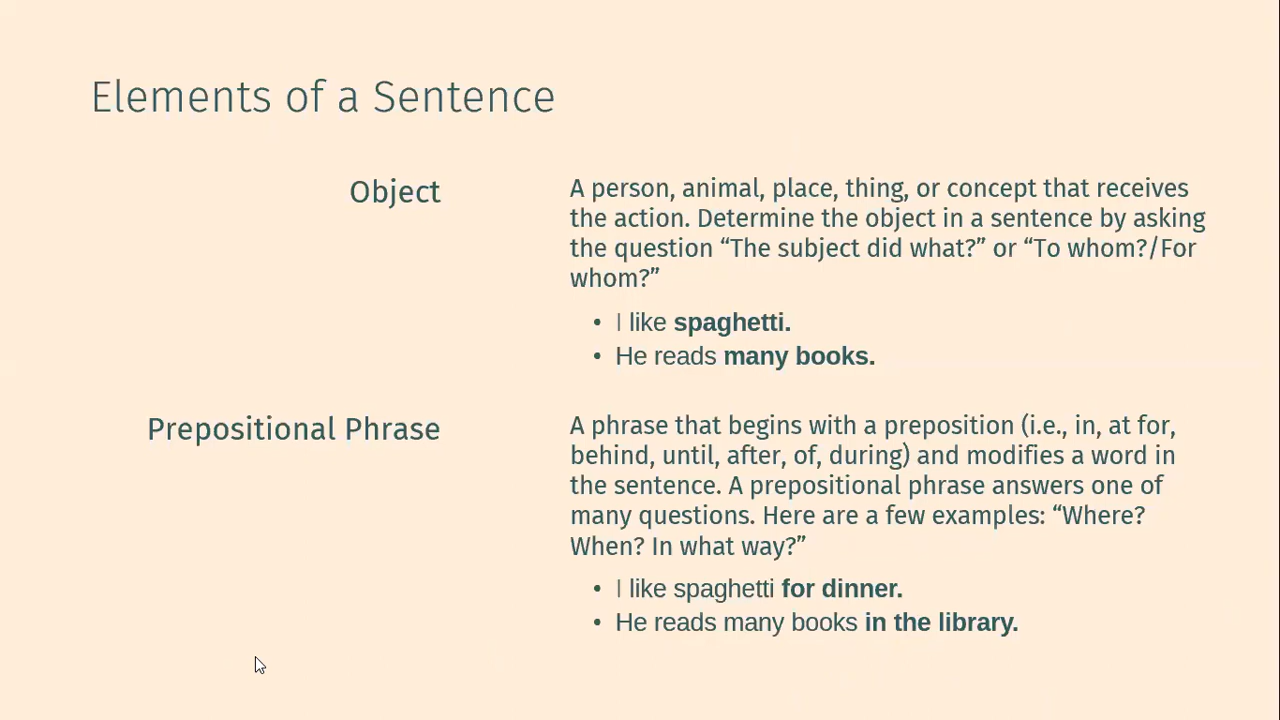 Elements of a Sentence
Object
A person, animal, place, thing, or concept that receives
the action. Determine the object in a sentence by asking
the question “The subject did what?” or “To whom?/For
whom?”
• I like spaghetti.
• He reads many books.
Prepositional Phrase
A phrase that begins with a preposition (i.e., in, at for,
behind, until, after, of, during) and modifies a word in
the sentence. A prepositional phrase answers one of
many questions. Here are a few examples: “Where?
When? In what way?”
• I like spaghetti for dinner.
• He reads many books in the library.